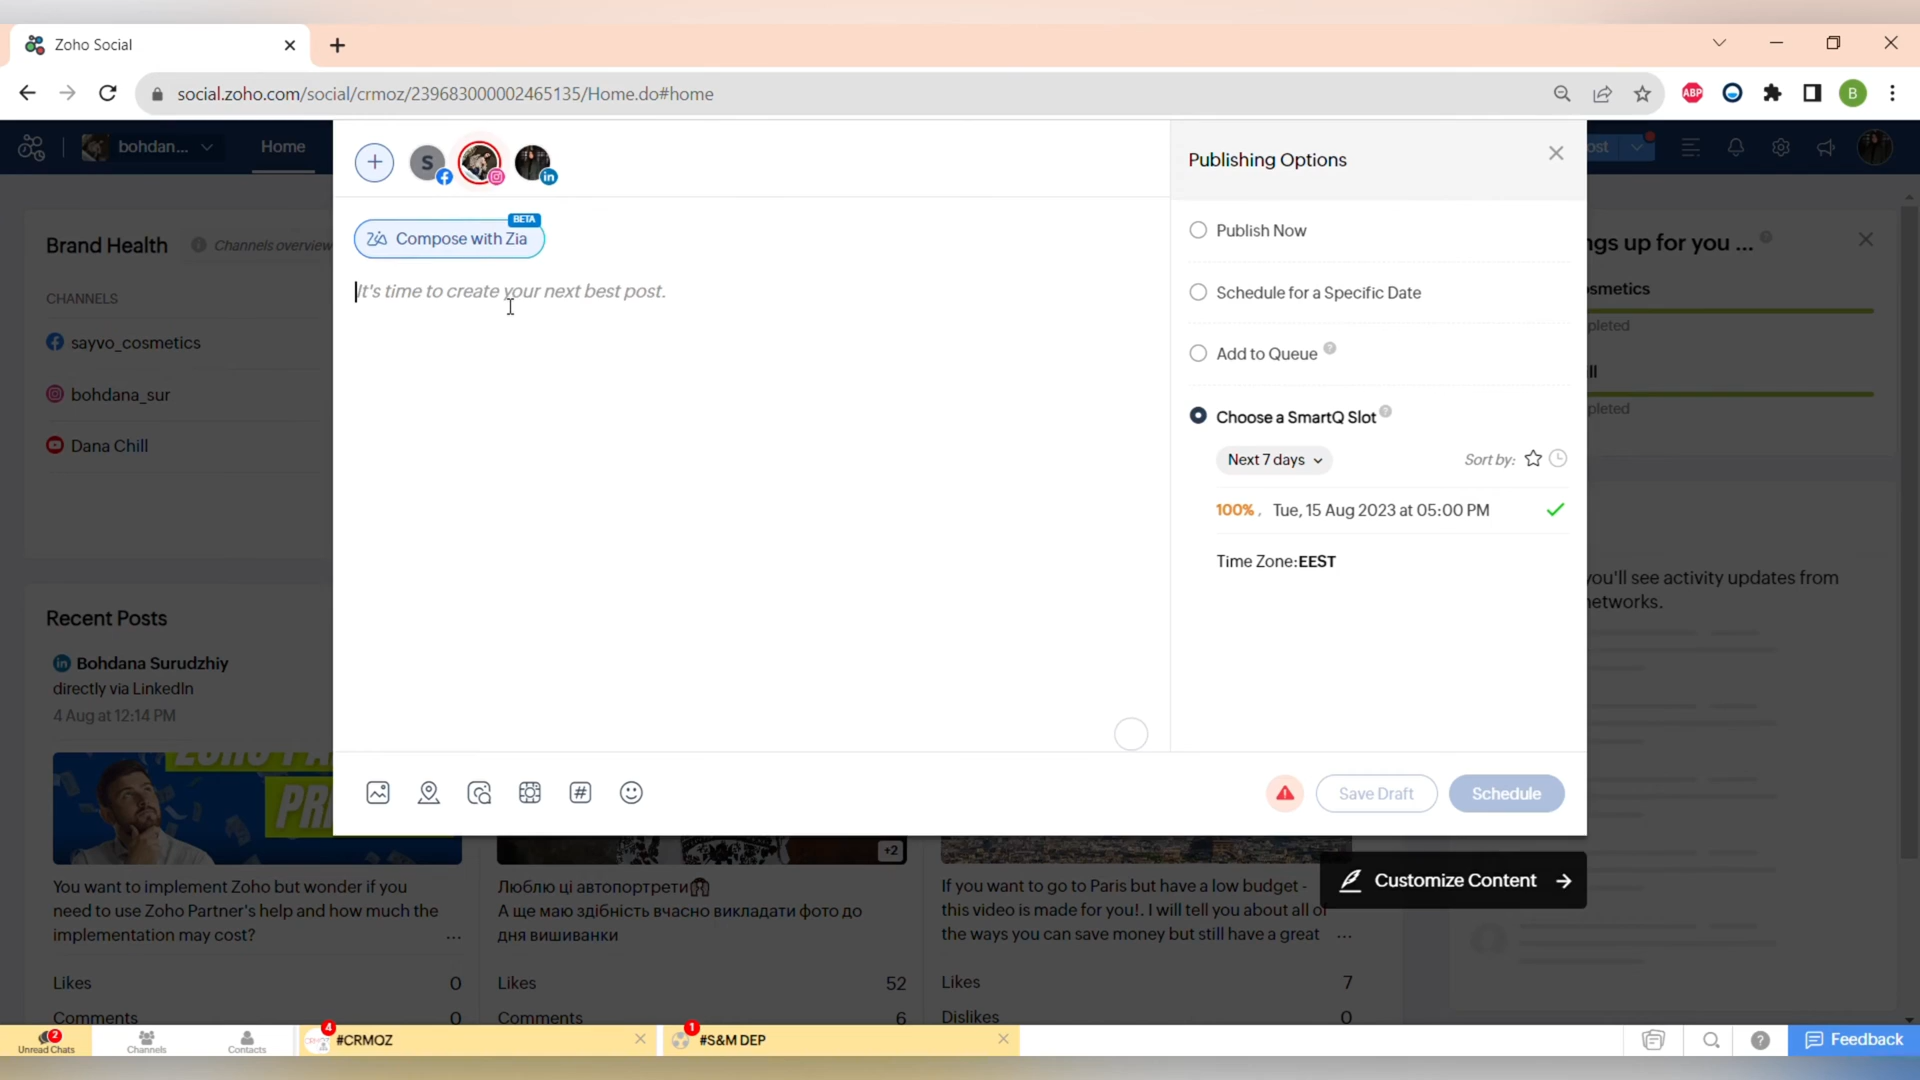 Zoho Social
social.zoho.com/social/crmoz/239683000002465135/Home.do#home
ABP
B
bohdan...
Home
ost
S
Publishing Options
BETA
Compose with Zia
It's time to create your next best post.
Publish Now
Schedule for a Specific Date
Add to Queue
Choose a SmartQ Slot
Next 7 days
Sort by:
100% , Tue, 15 Aug 2023 at 05:00 PM
Time Zone:EEST
Save Draft
Schedule
Customize Content
Brand Health
Channels overview
CHANNELS
sayvo_cosmetics
bohdana_sur
Dana Chill
ngs up for you ...
osmetics
pleted
ll
pleted
you'll see activity updates from
networks.
Recent Posts
Bohdana Surudzhiy
directly via LinkedIn
4 Aug at 12:14 PM
PRI
You want to implement Zoho but wonder if you
need to use Zoho Partner's help and how much the
implementation may cost?
...
Likes 0
Comments 0
+2
Люблю ці автопортрети
А ще маю здібність вчасно викладати фото до
дня вишиванки
Likes 52
Comments 6
If you want to go to Paris but have a low budget -
this video is made for you!. I will tell you about all of
the ways you can save money but still have a great
...
Likes 7
Dislikes 0
2
Unread Chats
Channels
Contacts
4
#CRMOZ
1
#S&M DEP
Feedback